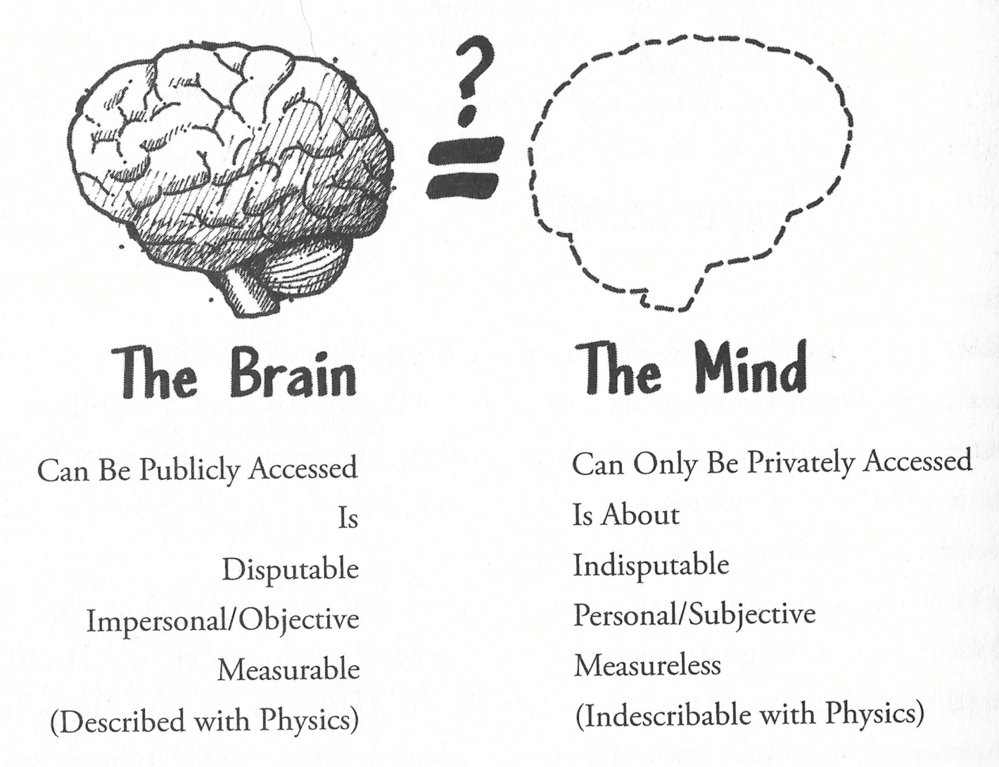 ?
=
The Brain
The Mind
Can Be Publicly Accessed
Is
Disputable
Impersonal/Objective
Measurable
(Described with Physics)
Can Only Be Privately Accessed
Is About
Indisputable
Personal/Subjective
Measureless
(Indescribable with Physics)